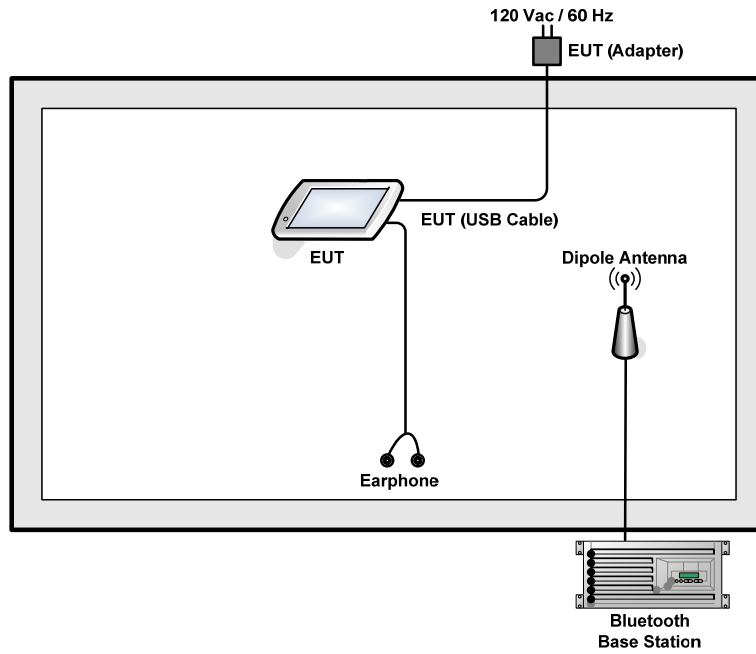 120 Vac / 60 Hz
EUT (Adapter)
EUT (USB Cable)
EUT
Dipole Antenna
Earphone
Bluetooth
Base Station